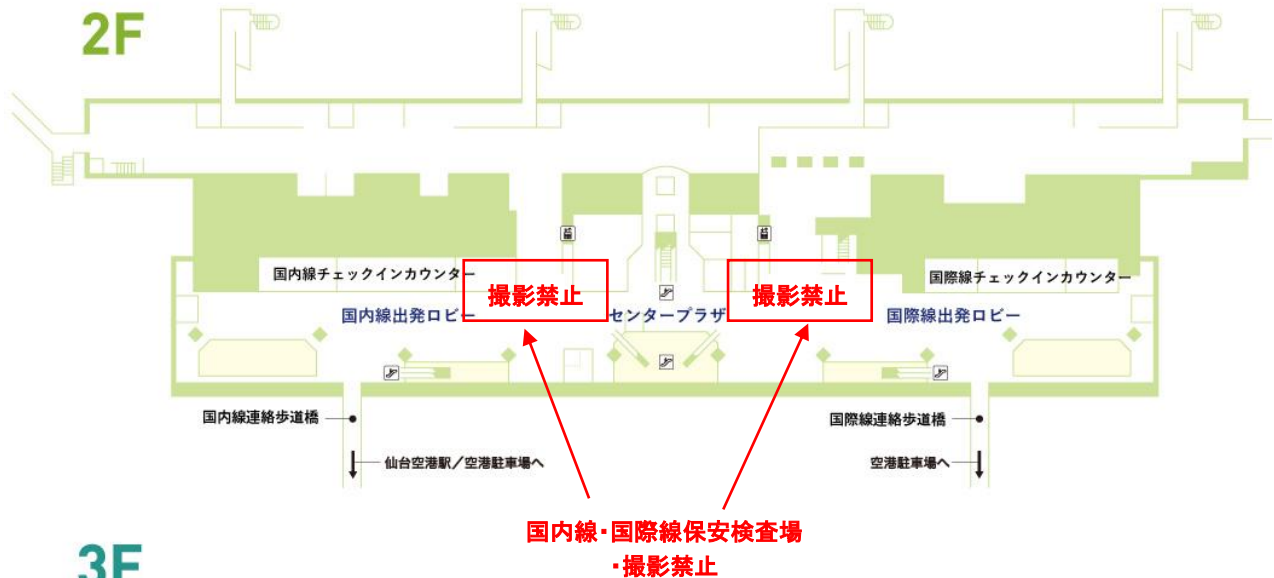 2F
国内線チェックインカウンター
撮影禁止
撮影禁止
国際線チェックインカウンター
国内線出発ロビー
センタープラザ
国際線出発ロビー
国内線連絡歩道橋
国際線連絡歩道橋
仙台空港駅/空港駐車場へ
空港駐車場へ
国内線・国際線保安検査場
・撮影禁止
3F